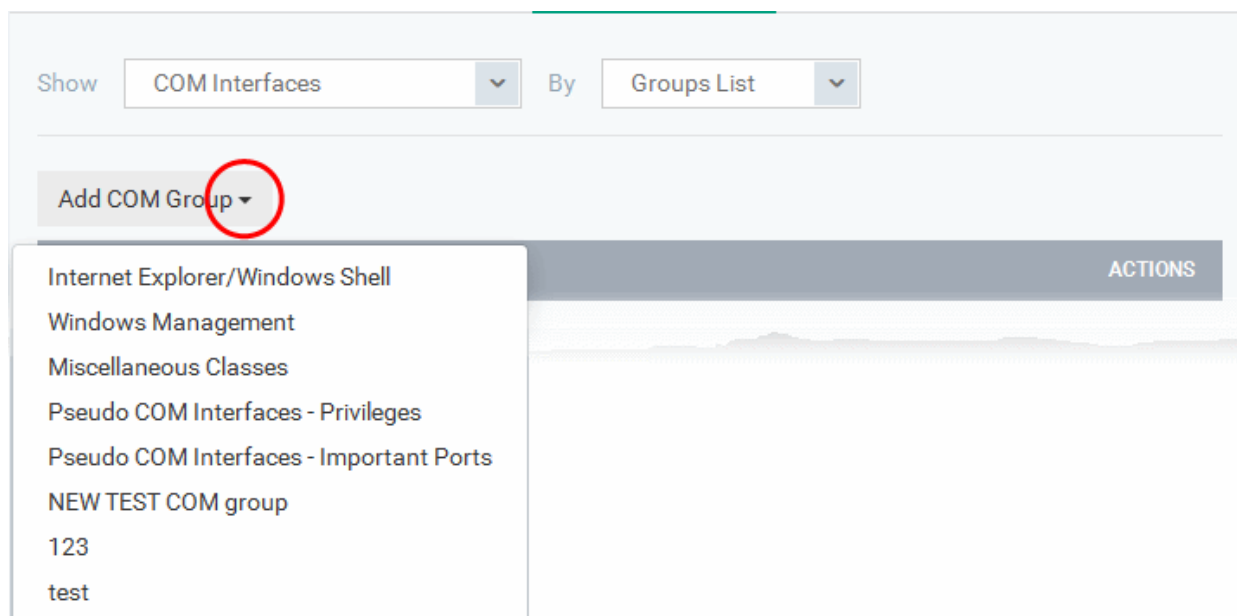 Show COM Interfaces By Groups List
Add COM Group
ACTIONS
Internet Explorer/Windows Shell
Windows Management
Miscellaneous Classes
Pseudo COM Interfaces - Privileges
Pseudo COM Interfaces - Important Ports
NEW TEST COM group
123
test